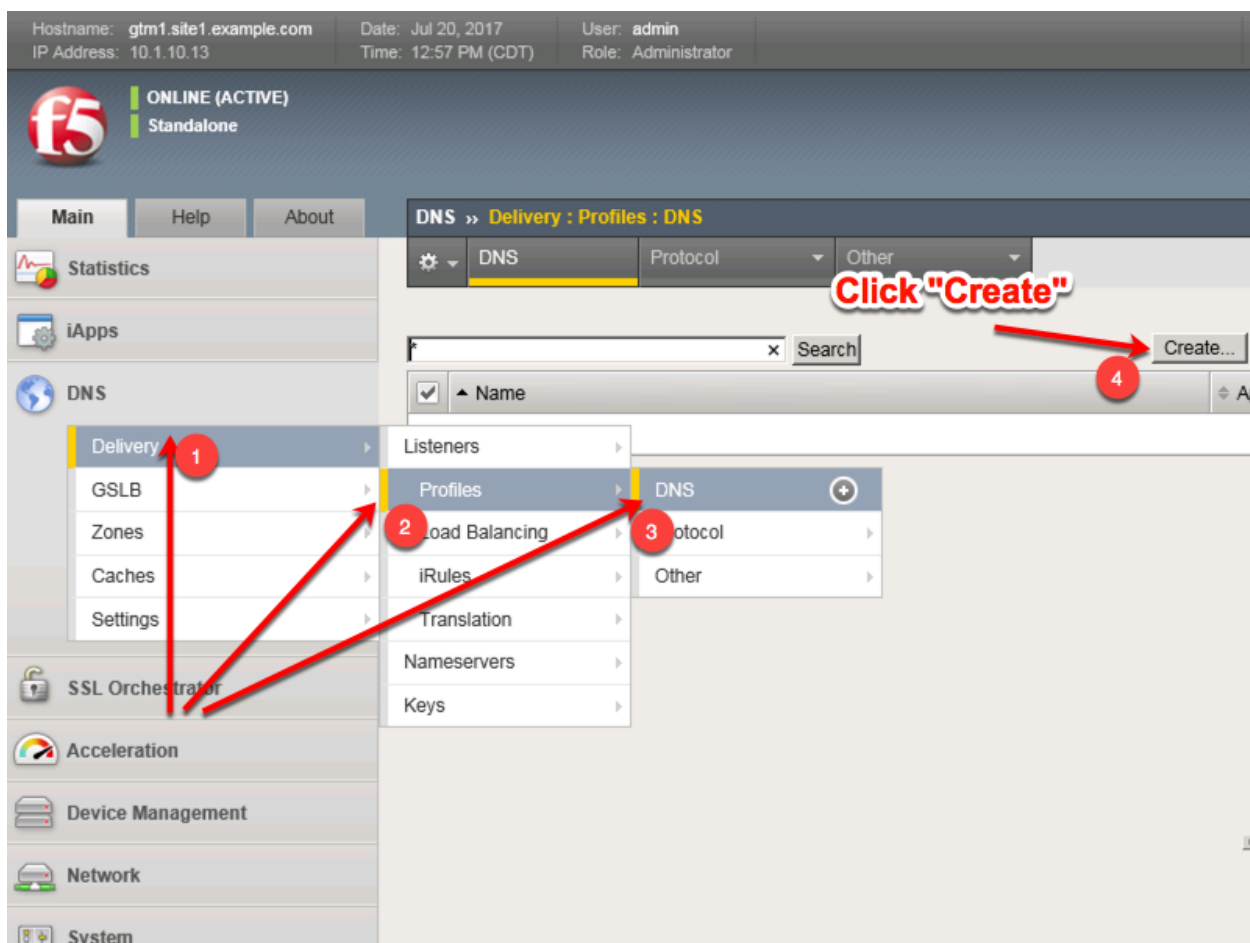 Hostname: gtm1.site1.example.com Date: Jul 20, 2017 User: admin
IP Address: 10.1.10.13 Time: 12:57 PM (CDT) Role: Administrator
f5
ONLINE (ACTIVE)
Standalone
Main Help About
DNS » Delivery : Profiles : DNS
DNS Protocol Other
Click "Create"
Statistics
iApps
DNS
* × Search Create...
4
Name
Delivery
1
GSLB
Zones
Caches
Settings
Listeners
Profiles
2
Load Balancing
iRules
Translation
Nameservers
Keys
DNS
3
Other
SSL Orchestrator
Acceleration
Device Management
Network
System